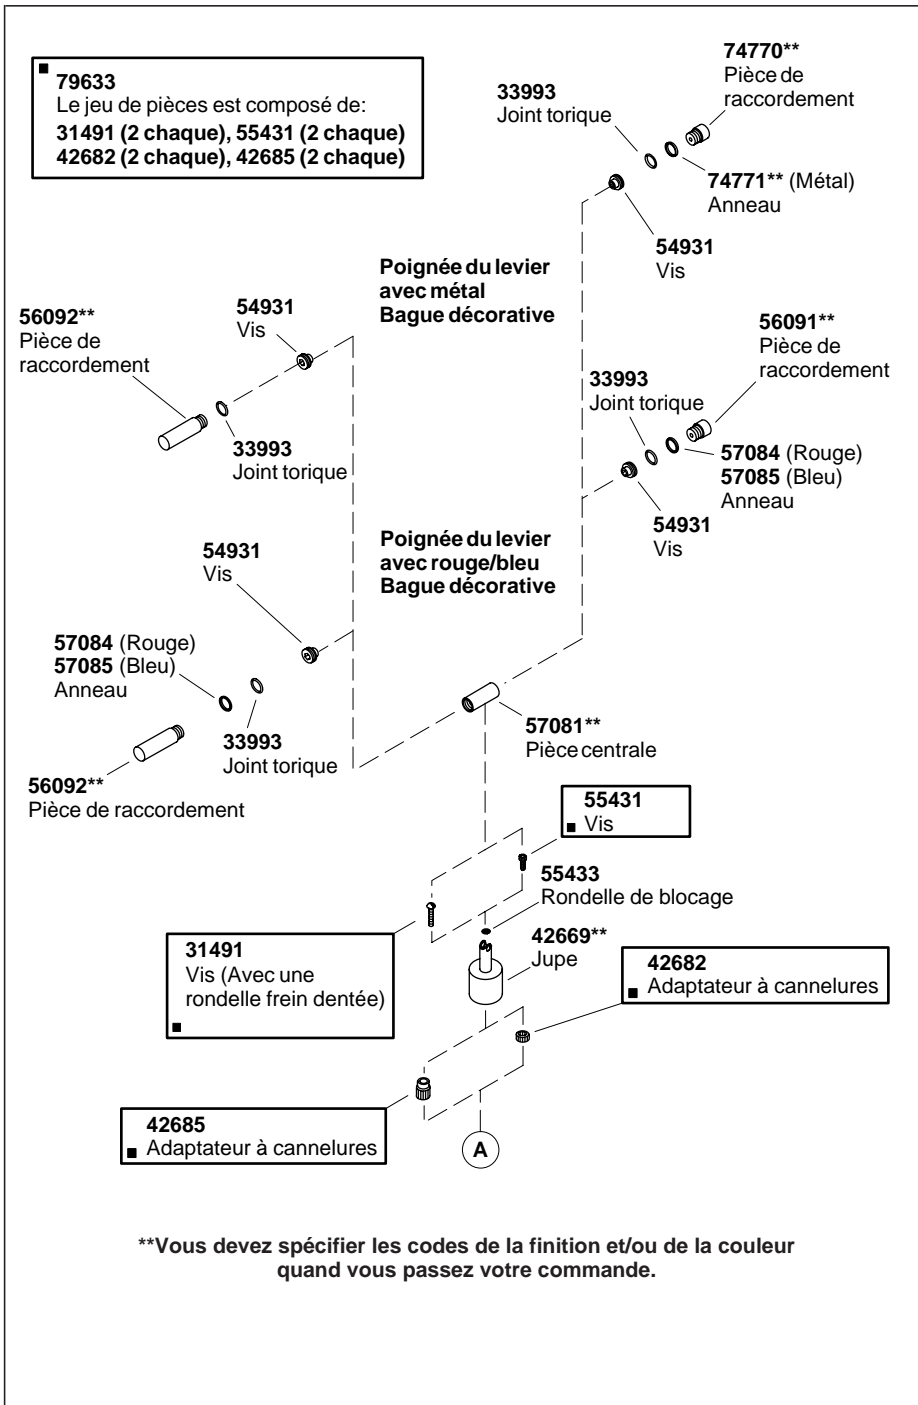 79633
Le jeu de pièces est composé de:
31491 (2 chaque), 55431 (2 chaque)
42682 (2 chaque), 42685 (2 chaque)
74770**
Pièce de
raccordement
33993
Joint torique
74771** (Métal)
Anneau
54931
Vis
Poignée du levier
avec métal
Bague décorative
54931
Vis
56092**
Pièce de
raccordement
33993
Joint torique
56091**
Pièce de
raccordement
33993
Joint torique
57084 (Rouge)
57085 (Bleu)
Anneau
54931
Vis
Poignée du levier
avec rouge/bleu
Bague décorative
54931
Vis
57084 (Rouge)
57085 (Bleu)
Anneau
33993
Joint torique
56092**
Pièce de raccordement
57081**
Pièce centrale
55431
Vis
55433
Rondelle de blocage
31491
Vis (Avec une
rondelle frein dentée)
42669**
Jupe
42682
Adaptateur à cannelures
42685
Adaptateur à cannelures
A
**Vous devez spécifier les codes de la finition et/ou de la couleur
quand vous passez votre commande.